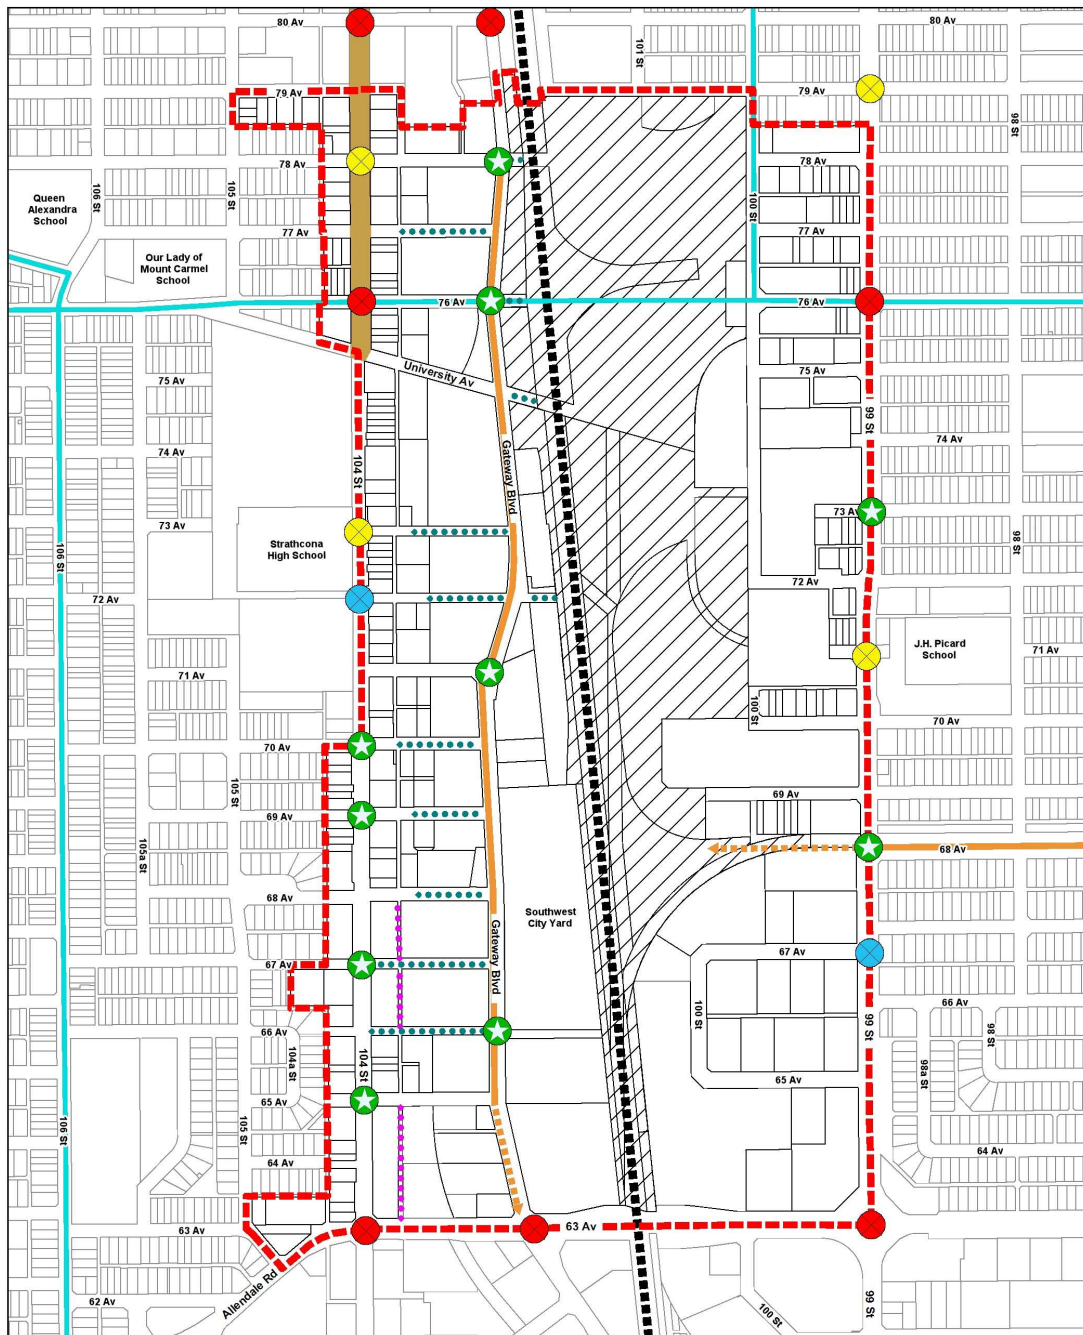 80 Av
80 Av
101 St
79 Av
79 Av
98 St
78 Av
78 Av
Queen
Alexandra
School
106 St
105 St
100 St
77 Av
77 Av
Our Lady of
Mount Carmel
School
76 Av
76 Av
University Av
75 Av
75 Av
99 St
74 Av
74 Av
104 St
Gateway Blvd
73 Av
73 Av
Strathcona
High School
98 St
106 St
72 Av
72 Av
J.H. Picard
School
71 Av
71 Av
100 St
70 Av
70 Av
105 St
69 Av
69 Av
105a St
68 Av
68 Av
Southwest
City Yard
Gateway Blvd
67 Av
67 Av
66 Av
100 St
99 St
98 St
66 Av
104a St
104 St
98a St
65 Av
65 Av
106 St
105 St
64 Av
64 Av
63 Av
63 Av
Allendale Rd
62 Av
100 St
99 St